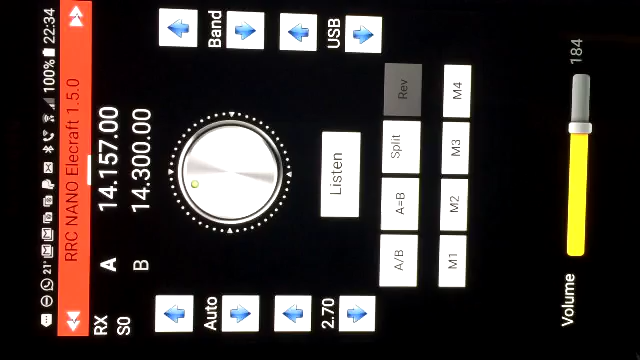 21° 100% 22:34
RRC NANO Elecraft 1.5.0
RX A 14.157.00
S0 B 14.300.00
Auto Band
2.70 Listen USB
A/B A=B Split Rev
M1 M2 M3 M4
Volume 184